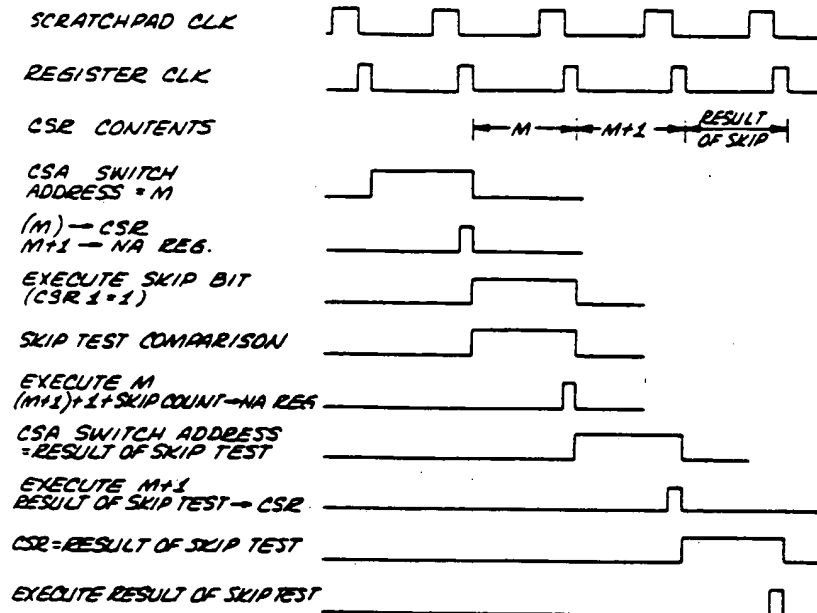 SCRATCHPAD CLK
REGISTER CLK
CSR CONTENTS
M
M+1
RESULT
OF SKIP
CSA SWITCH
ADDRESS = M
(M) → CSR
M+1 → NA REG.
EXECUTE SKIP BIT
(CSR 1 = 1)
SKIP TEST COMPARISON
EXECUTE M
(M+1)+1+SKIP COUNT→NA REG
CSA SWITCH ADDRESS
=RESULT OF SKIP TEST
EXECUTE M+1
RESULT OF SKIP TEST → CSR
CSR=RESULT OF SKIP TEST
EXECUTE RESULT OF SKIP TEST